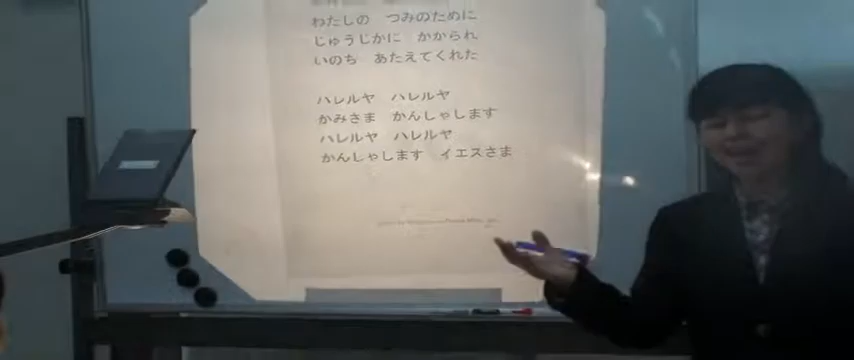 わたしの　つみのために
じゅうじかに　かかられ
いのち　あたえてくれた
ハレルヤ　ハレルヤ
かみさま　かんしゃします
ハレルヤ　ハレルヤ
かんしゃします　イエスさま